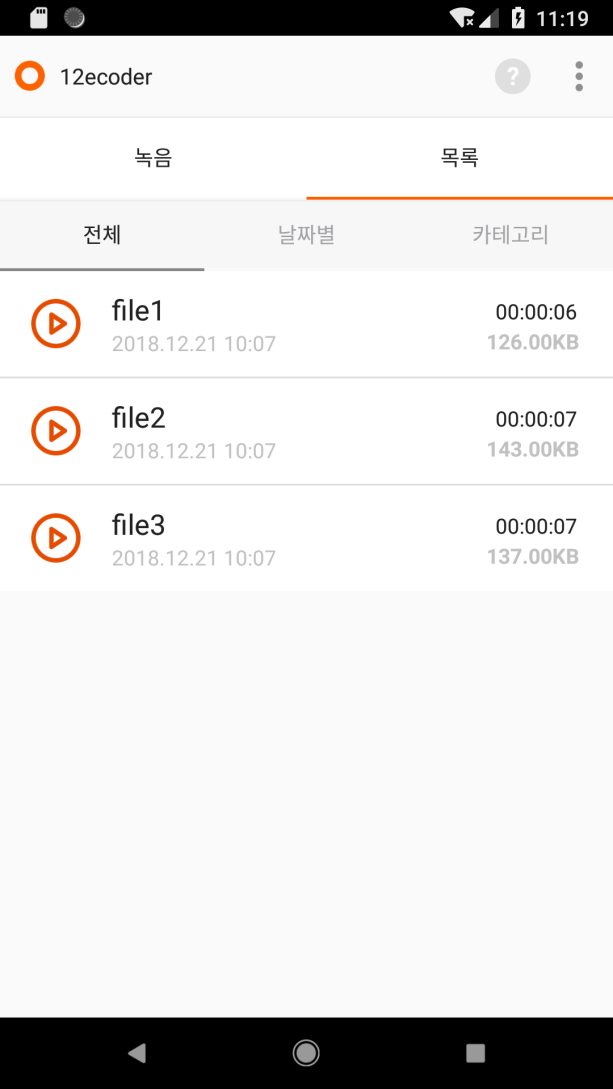 11:19
12ecoder
?
녹음 목록
전체 날짜별 카테고리
file1 00:00:06
2018.12.21 10:07 126.00KB
file2 00:00:07
2018.12.21 10:07 143.00KB
file3 00:00:07
2018.12.21 10:07 137.00KB